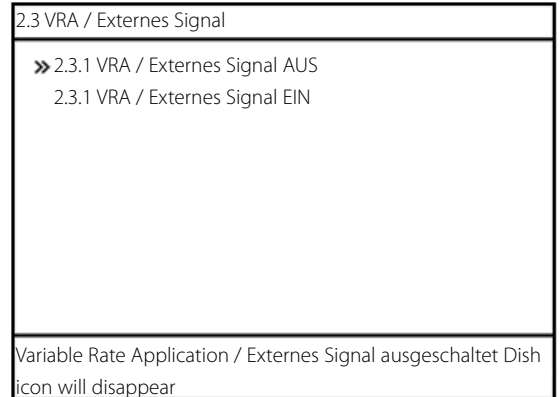 2.3 VRA / Externes Signal
2.3.1 VRA / Externes Signal AUS
2.3.1 VRA / Externes Signal EIN
Variable Rate Application / Externes Signal ausgeschaltet Dish
icon will disappear